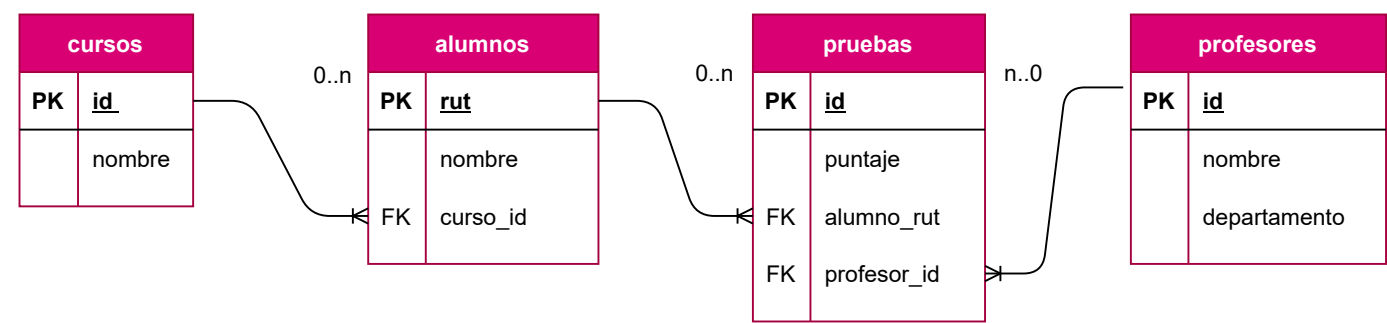 cursos
PK id
nombre
0..n
alumnos
PK rut
nombre
FK curso_id
0..n
pruebas
PK id
puntaje
FK alumno_rut
FK profesor_id
n..0
profesores
PK id
nombre
departamento